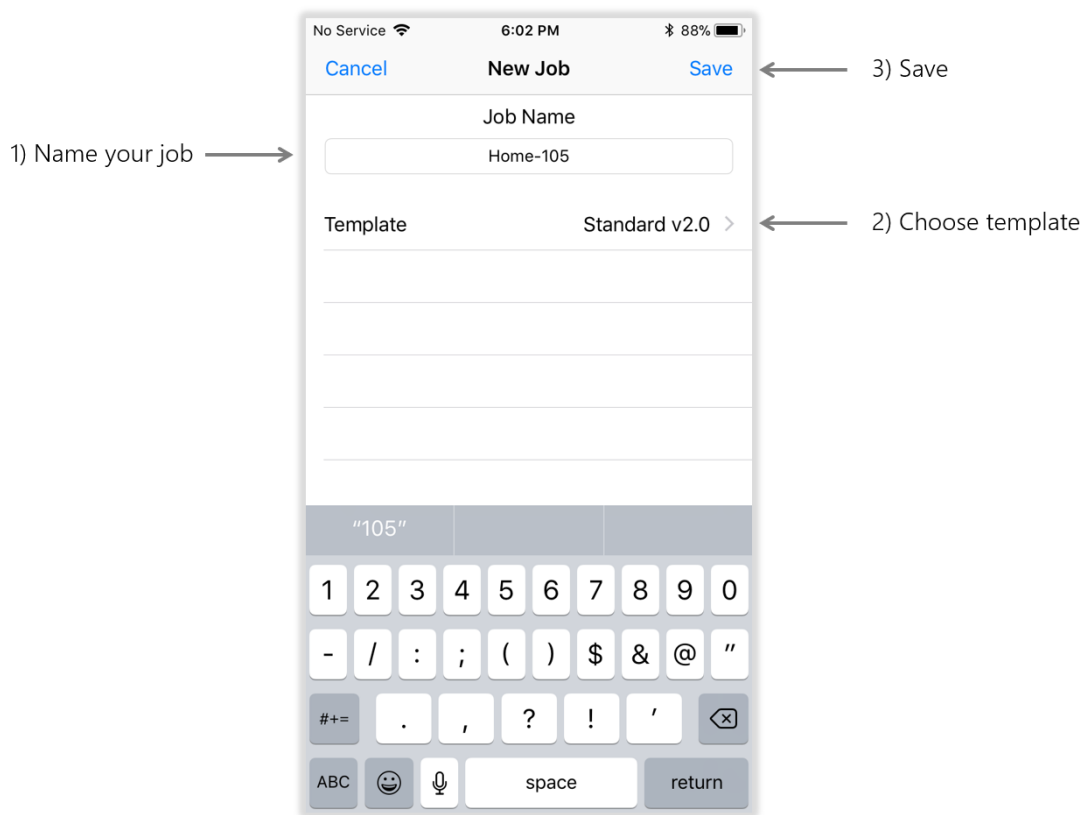 No Service 6:02 PM 88%
Cancel New Job Save
3) Save
Job Name
1) Name your job
Home-105
Template Standard v2.0
2) Choose template
“105”
1 2 3 4 5 6 7 8 9 0
- / : ; ( ) $ & @ "
#+= . , ? ! '
ABC space return